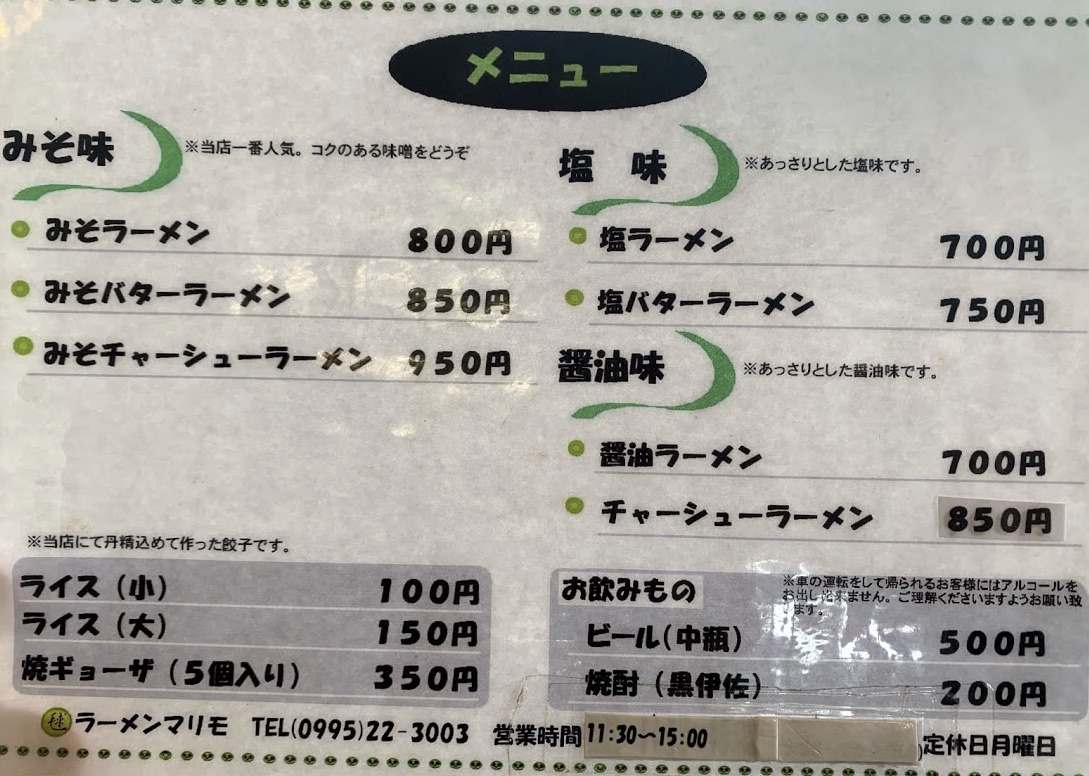 メニュー
みそ味 ※当店一番人気。コクのある味噌をどうぞ
みそラーメン 800円
みそバターラーメン 850円
みそチャーシューラーメン 950円
塩 味 ※あっさりとした塩味です。
塩ラーメン 700円
塩バターラーメン 750円
醤油味 ※あっさりとした醤油味です。
醤油ラーメン 700円
チャーシューラーメン 850円
※当店にて丹精込めて作った餃子です。
ライス（小） 100円
ライス（大） 150円
焼ギョーザ（5個入り） 350円
お飲みもの
※車の運転をして帰られるお客様にはアルコールを
お出し出来ません。ご理解くださいますようお願い致
します。
ビール（中瓶） 500円
焼酎（黒伊佐） 200円
ラーメンマリモ TEL(0995)22-3003 営業時間 11:30～15:00 ) 定休日月曜日